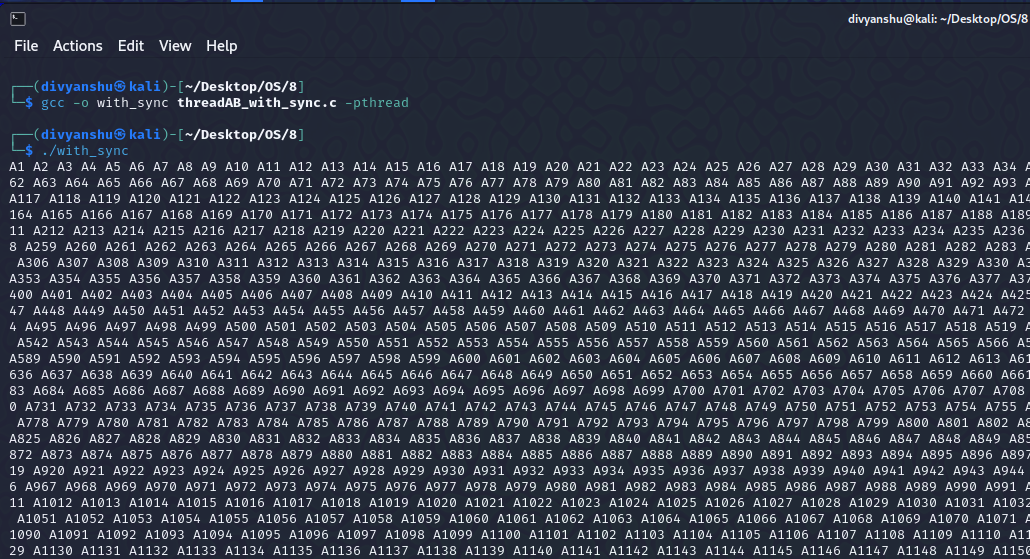 divyanshu@kali: ~/Desktop/OS/8
File Actions Edit View Help
┌──(divyanshu㉿kali)-[~/Desktop/OS/8]
└─$ gcc -o with_sync threadAB_with_sync.c -pthread
┌──(divyanshu㉿kali)-[~/Desktop/OS/8]
└─$ ./with_sync
A1 A2 A3 A4 A5 A6 A7 A8 A9 A10 A11 A12 A13 A14 A15 A16 A17 A18 A19 A20 A21 A22 A23 A24 A25 A26 A27 A28 A29 A30 A31 A32 A33 A34
62 A63 A64 A65 A66 A67 A68 A69 A70 A71 A72 A73 A74 A75 A76 A77 A78 A79 A80 A81 A82 A83 A84 A85 A86 A87 A88 A89 A90 A91 A92 A93
A117 A118 A119 A120 A121 A122 A123 A124 A125 A126 A127 A128 A129 A130 A131 A132 A133 A134 A135 A136 A137 A138 A139 A140 A141 A14
164 A165 A166 A167 A168 A169 A170 A171 A172 A173 A174 A175 A176 A177 A178 A179 A180 A181 A182 A183 A184 A185 A186 A187 A188 A189
11 A212 A213 A214 A215 A216 A217 A218 A219 A220 A221 A222 A223 A224 A225 A226 A227 A228 A229 A230 A231 A232 A233 A234 A235 A236
8 A259 A260 A261 A262 A263 A264 A265 A266 A267 A268 A269 A270 A271 A272 A273 A274 A275 A276 A277 A278 A279 A280 A281 A282 A283
A306 A307 A308 A309 A310 A311 A312 A313 A314 A315 A316 A317 A318 A319 A320 A321 A322 A323 A324 A325 A326 A327 A328 A329 A330 A3
A353 A354 A355 A356 A357 A358 A359 A360 A361 A362 A363 A364 A365 A366 A367 A368 A369 A370 A371 A372 A373 A374 A375 A376 A377 A37
400 A401 A402 A403 A404 A405 A406 A407 A408 A409 A410 A411 A412 A413 A414 A415 A416 A417 A418 A419 A420 A421 A422 A423 A424 A425
47 A448 A449 A450 A451 A452 A453 A454 A455 A456 A457 A458 A459 A460 A461 A462 A463 A464 A465 A466 A467 A468 A469 A470 A471 A472
4 A495 A496 A497 A498 A499 A500 A501 A502 A503 A504 A505 A506 A507 A508 A509 A510 A511 A512 A513 A514 A515 A516 A517 A518 A519
A542 A543 A544 A545 A546 A547 A548 A549 A550 A551 A552 A553 A554 A555 A556 A557 A558 A559 A560 A561 A562 A563 A564 A565 A566 A5
A589 A590 A591 A592 A593 A594 A595 A596 A597 A598 A599 A600 A601 A602 A603 A604 A605 A606 A607 A608 A609 A610 A611 A612 A613 A61
636 A637 A638 A639 A640 A641 A642 A643 A644 A645 A646 A647 A648 A649 A650 A651 A652 A653 A654 A655 A656 A657 A658 A659 A660 A661
83 A684 A685 A686 A687 A688 A689 A690 A691 A692 A693 A694 A695 A696 A697 A698 A699 A700 A701 A702 A703 A704 A705 A706 A707 A708
0 A731 A732 A733 A734 A735 A736 A737 A738 A739 A740 A741 A742 A743 A744 A745 A746 A747 A748 A749 A750 A751 A752 A753 A754 A755
A778 A779 A780 A781 A782 A783 A784 A785 A786 A787 A788 A789 A790 A791 A792 A793 A794 A795 A796 A797 A798 A799 A800 A801 A802 A8
A825 A826 A827 A828 A829 A830 A831 A832 A833 A834 A835 A836 A837 A838 A839 A840 A841 A842 A843 A844 A845 A846 A847 A848 A849 A85
872 A873 A874 A875 A876 A877 A878 A879 A880 A881 A882 A883 A884 A885 A886 A887 A888 A889 A890 A891 A892 A893 A894 A895 A896 A897
19 A920 A921 A922 A923 A924 A925 A926 A927 A928 A929 A930 A931 A932 A933 A934 A935 A936 A937 A938 A939 A940 A941 A942 A943 A944
6 A967 A968 A969 A970 A971 A972 A973 A974 A975 A976 A977 A978 A979 A980 A981 A982 A983 A984 A985 A986 A987 A988 A989 A990 A991
11 A1012 A1013 A1014 A1015 A1016 A1017 A1018 A1019 A1020 A1021 A1022 A1023 A1024 A1025 A1026 A1027 A1028 A1029 A1030 A1031 A1032
A1051 A1052 A1053 A1054 A1055 A1056 A1057 A1058 A1059 A1060 A1061 A1062 A1063 A1064 A1065 A1066 A1067 A1068 A1069 A1070 A1071
1090 A1091 A1092 A1093 A1094 A1095 A1096 A1097 A1098 A1099 A1100 A1101 A1102 A1103 A1104 A1105 A1106 A1107 A1108 A1109 A1110 A11
29 A1130 A1131 A1132 A1133 A1134 A1135 A1136 A1137 A1138 A1139 A1140 A1141 A1142 A1143 A1144 A1145 A1146 A1147 A1148 A1149 A11